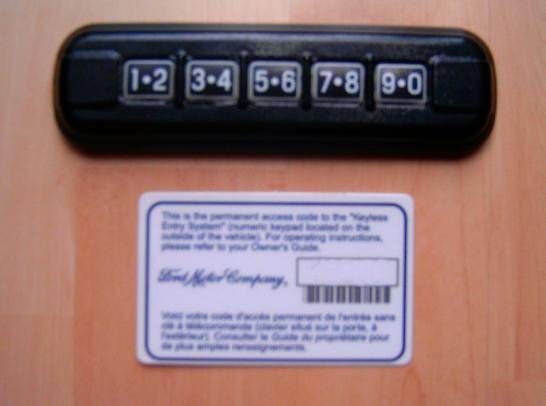 1•2 3•4 5•6 7•8 9•0
This is the permanent access code to the "Keyless
Entry System" (numeric keypad located on the
outside of the vehicle). For operating instructions,
please refer to your Owner's Guide.
Ford Motor Company,
Voici votre code d'accès permanent de l'entrée sans
clé à télécommande (clavier situé sur la porte, à
l'extérieur). Consulter le Guide du propriétaire pour
de plus amples renseignements.